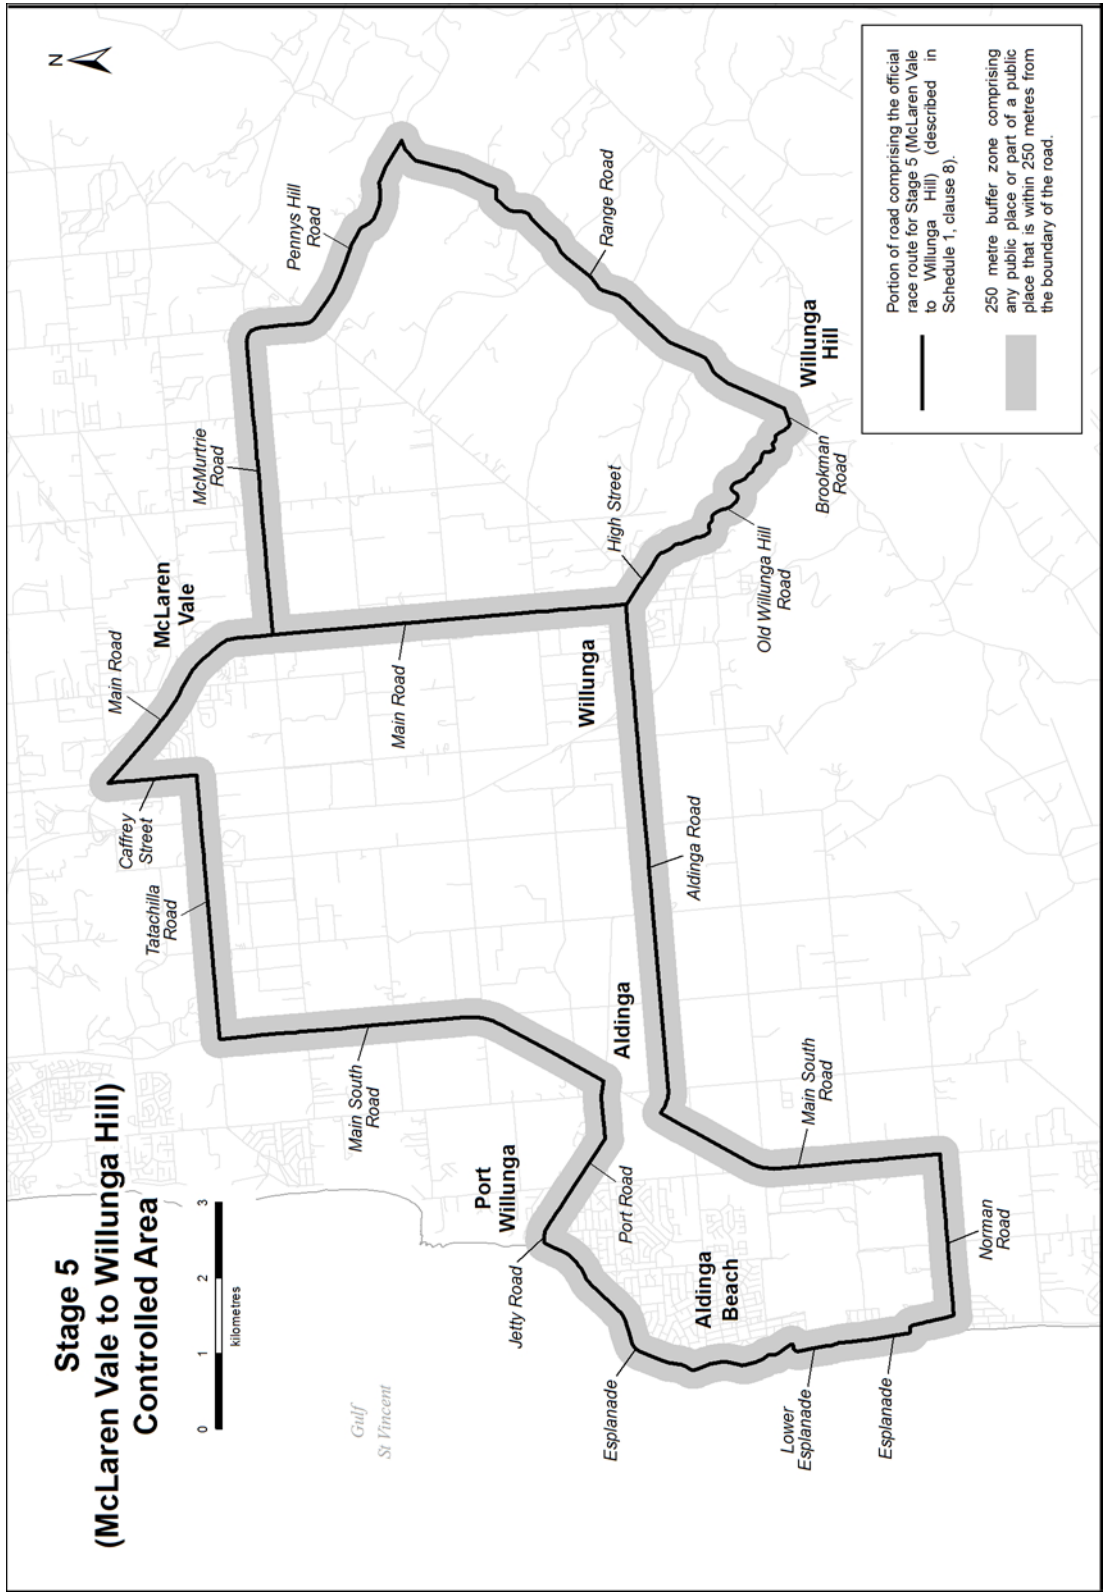 Stage 5
(McLaren Vale to Willunga Hill)
Controlled Area
0
1
2
3
kilometres
N
Gulf
St Vincent
Main Road
McLaren
Vale
McMurtrie
Road
Pennys Hill
Road
Caffrey
Street
Tatachilla
Road
Main South
Road
Main Road
Range Road
High Street
Willunga
Willunga
Hill
Brookman
Road
Old Willunga Hill
Road
Aldinga Road
Aldinga
Port
Willunga
Jetty Road
Port Road
Main South
Road
Aldinga
Beach
Esplanade
Lower
Esplanade
Esplanade
Norman
Road
Portion of road comprising the official
race route for Stage 5 (McLaren Vale
to Willunga Hill) (described in
Schedule 1, clause 8).
250 metre buffer zone comprising
any public place or part of a public
place that is within 250 metres from
the boundary of the road.